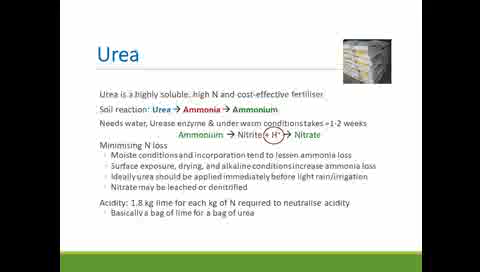 Urea
Urea is a highly soluble, high N and cost-effective fertiliser
Soil reaction: Urea → Ammonia → Ammonium
Needs water, Urease enzyme & under warm conditions takes ≈1-2 weeks
Ammonium → Nitrite + H⁺ → Nitrate
Minimising N loss
• Moiste conditions and incorporation tend to lessen ammonia loss
• Surface exposure, drying, and alkaline conditions increase ammonia loss
• Ideally urea should be applied immediately before light rain/irrigation
• Nitrate may be leached or denitrified
Acidity: 1.8 kg lime for each kg of N required to neutralise acidity
• Basically a bag of lime for a bag of urea